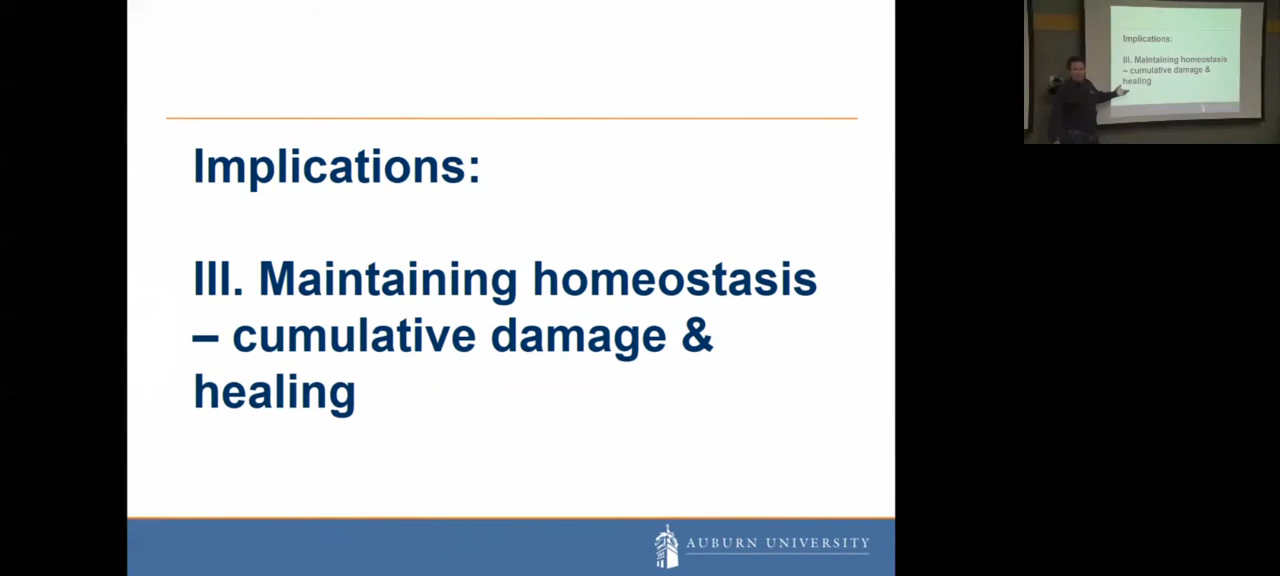 Implications:
III. Maintaining homeostasis
– cumulative damage &
healing
AUBURN UNIVERSITY
Implications:
III. Maintaining homeostasis
– cumulative damage &
healing